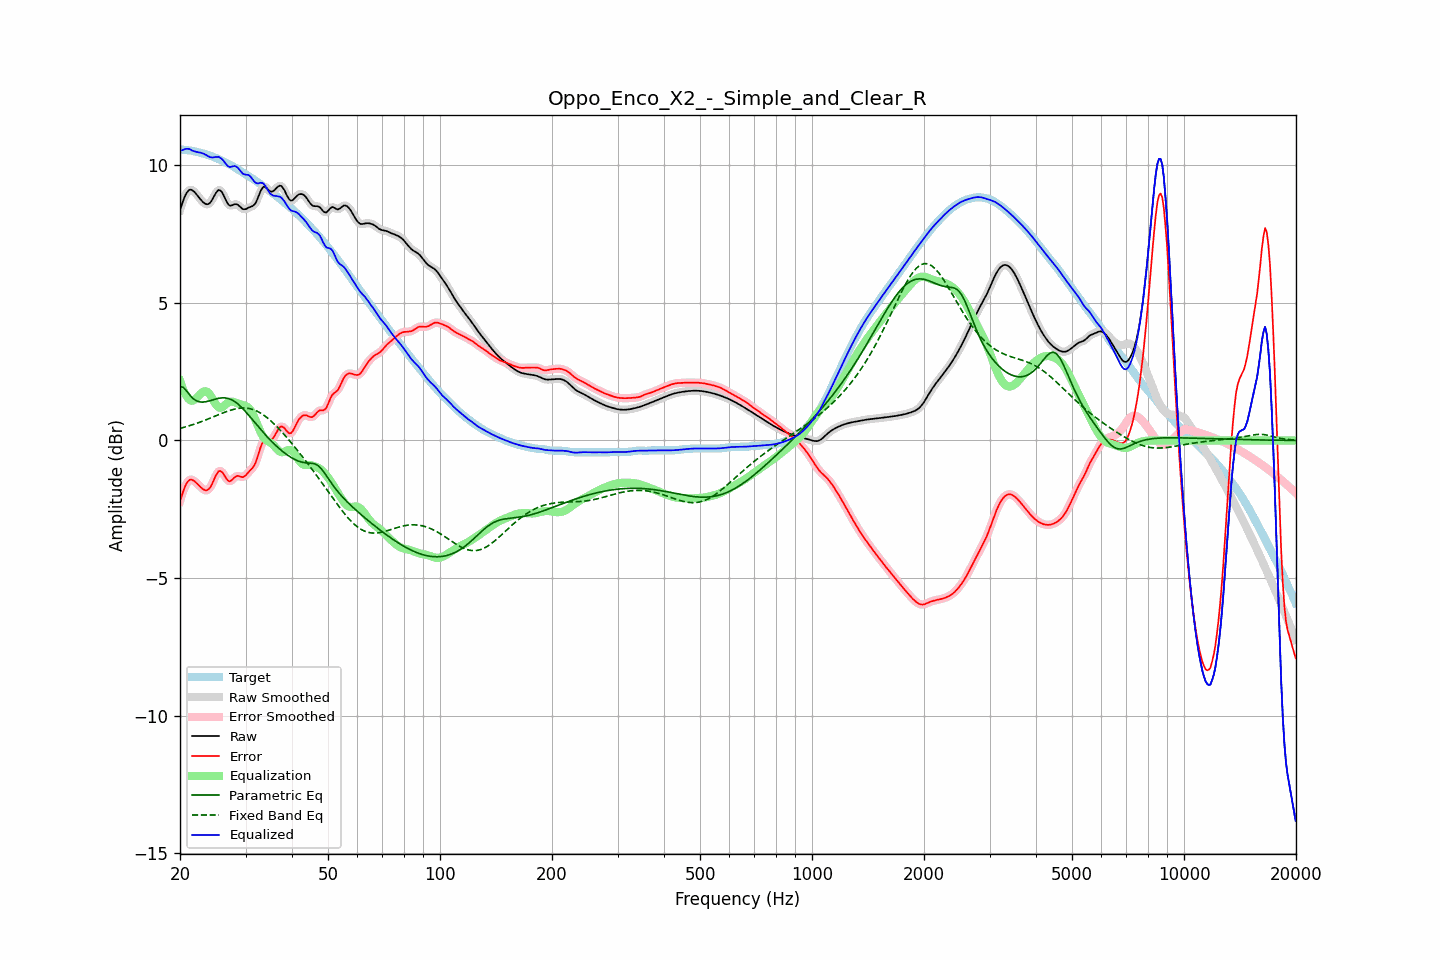 Oppo_Enco_X2_-_Simple_and_Clear_R
Amplitude (dBr)
10
5
0
−5
−10
−15
Target
Raw Smoothed
Error Smoothed
Raw
Error
Equalization
Parametric Eq
Fixed Band Eq
Equalized
20 50 100 200 500 1000 2000 5000 10000 20000
Frequency (Hz)